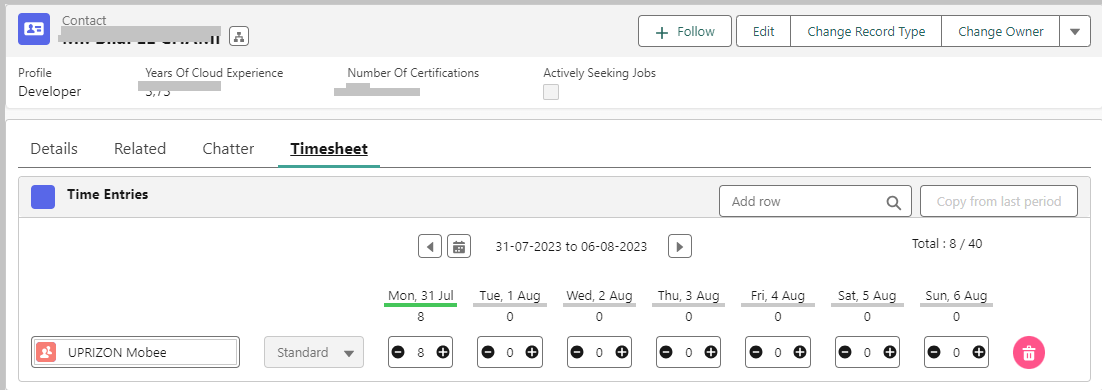 Contact
Follow
Edit
Change Record Type
Change Owner
Profile
Years Of Cloud Experience
Number Of Certifications
Actively Seeking Jobs
Developer
Details
Related
Chatter
Timesheet
Time Entries
Add row
Copy from last period
31-07-2023 to 06-08-2023
Total : 8 / 40
Mon, 31 Jul
Tue, 1 Aug
Wed, 2 Aug
Thu, 3 Aug
Fri, 4 Aug
Sat, 5 Aug
Sun, 6 Aug
8 0 0 0 0 0 0
UPRIZON Mobee
Standard
8 0 0 0 0 0 0